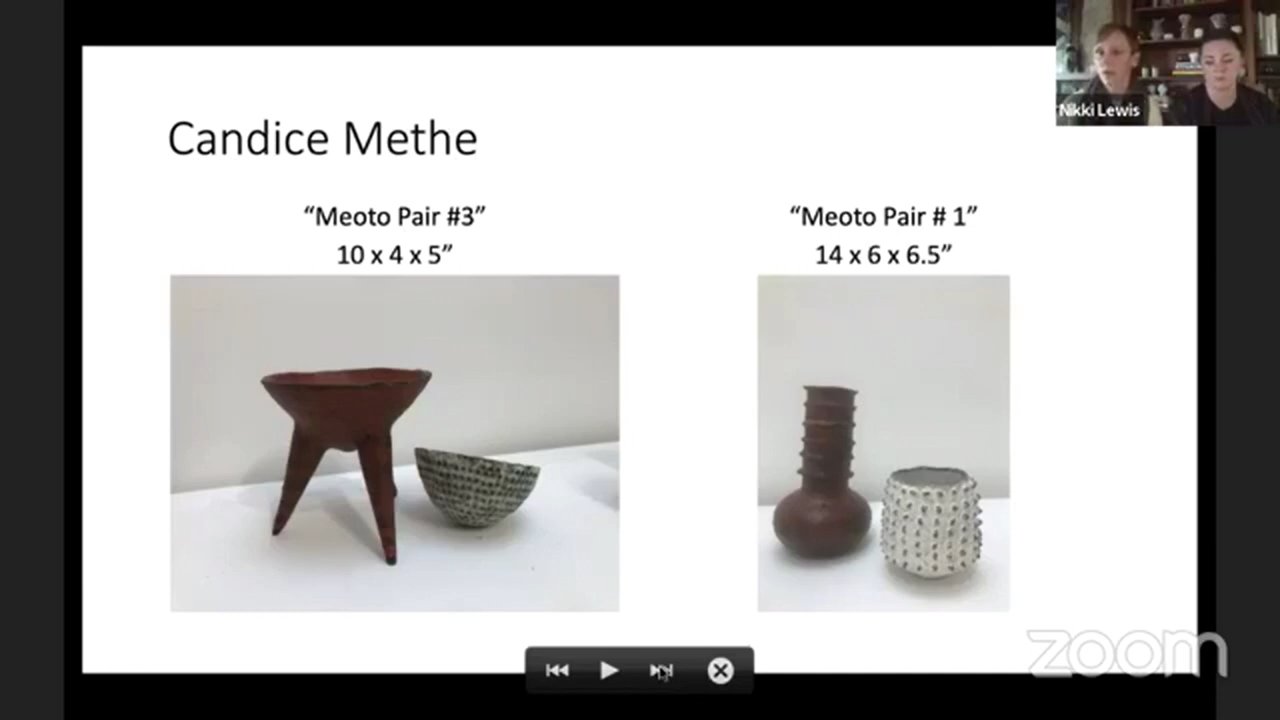 Candice Methe
“Meoto Pair #3”
10 x 4 x 5”
“Meoto Pair # 1”
14 x 6 x 6.5”
Nikki Lewis
zoom